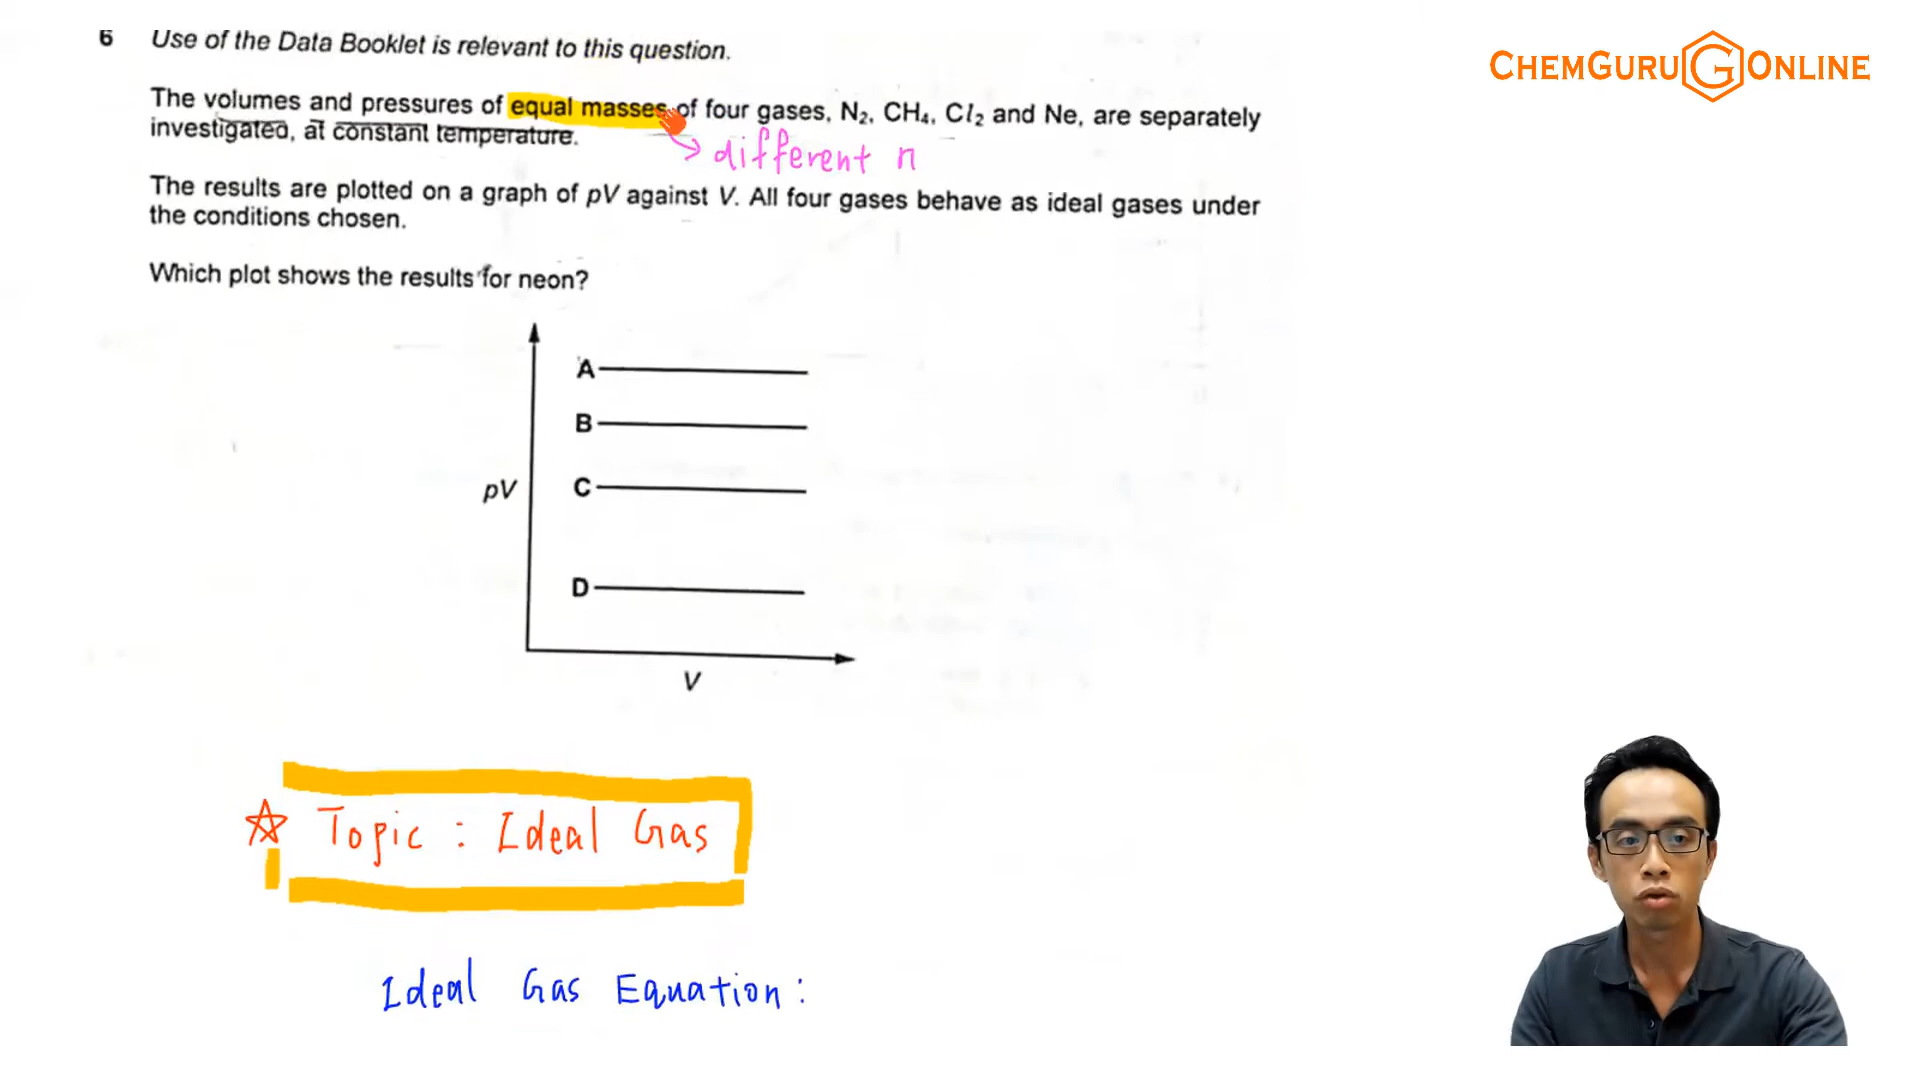 CHEMGURU G ONLINE
6 Use of the Data Booklet is relevant to this question.
The volumes and pressures of equal masses of four gases, N₂, CH₄, Cl₂ and Ne, are separately
investigated, at constant temperature.
different n
The results are plotted on a graph of pV against V. All four gases behave as ideal gases under
the conditions chosen.
Which plot shows the results for neon?
A
B
pV
C
D
V
☆ Topic : Ideal Gas
Ideal Gas Equation: